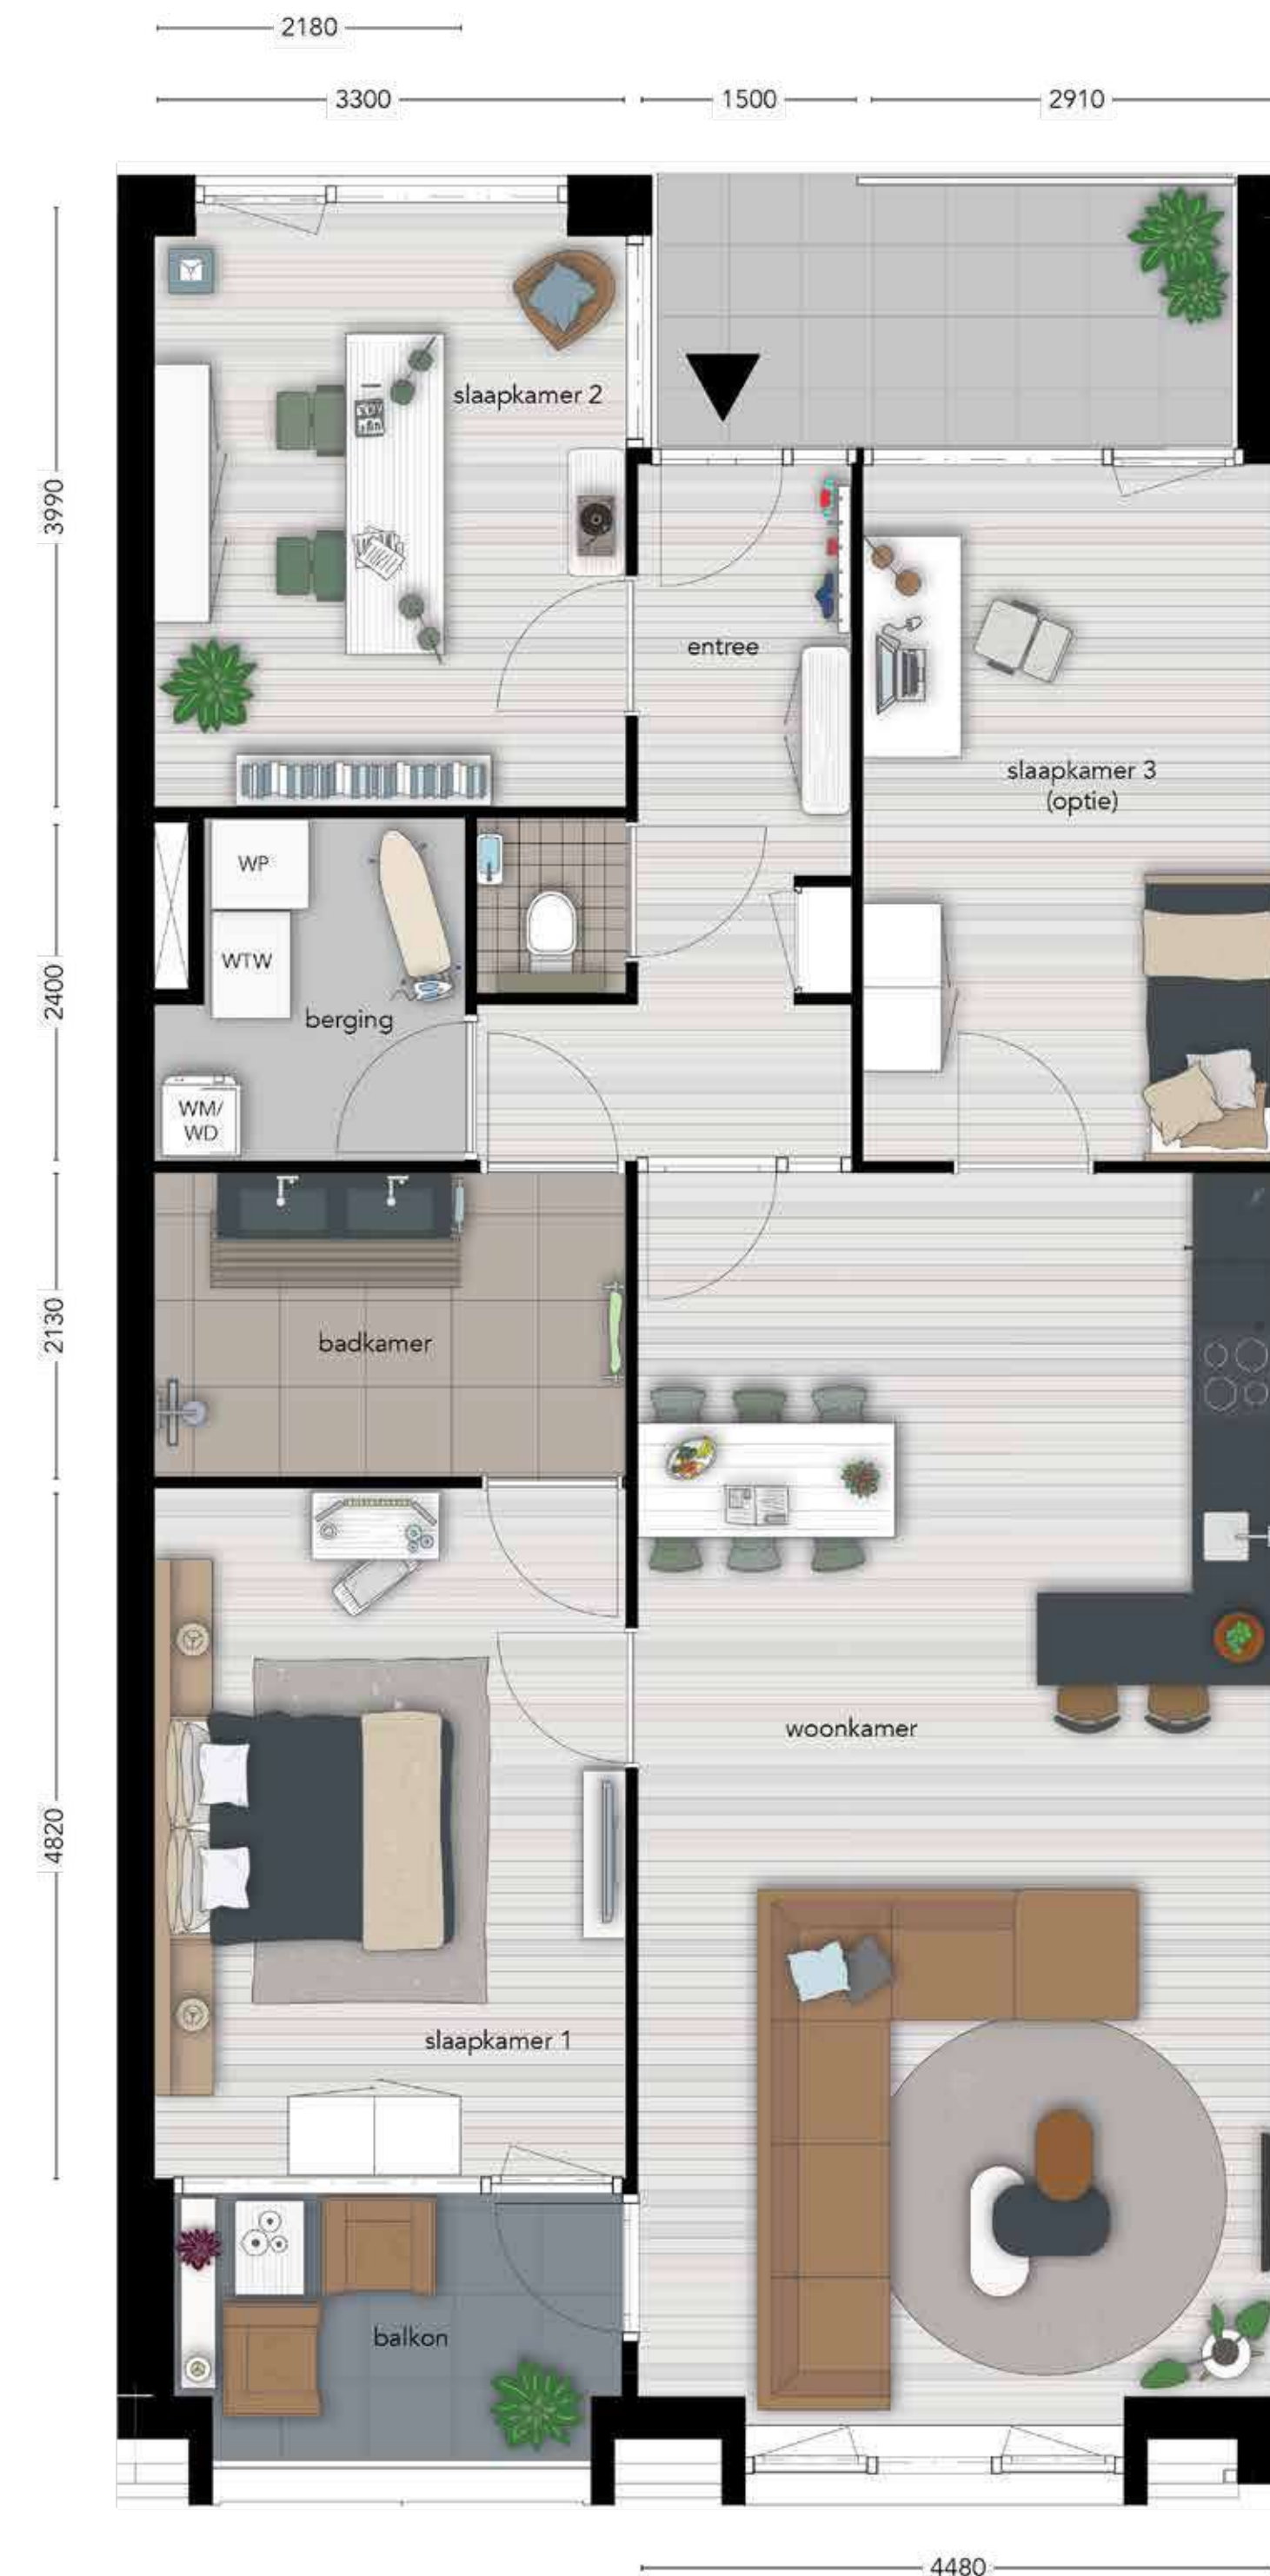 2180
3300
1500
2910
slaapkamer 2
3990
entree
slaapkamer 3
(optie)
WP
WTW
2400
berging
WM/
WD
2130
badkamer
woonkamer
4820
slaapkamer 1
balkon
4480